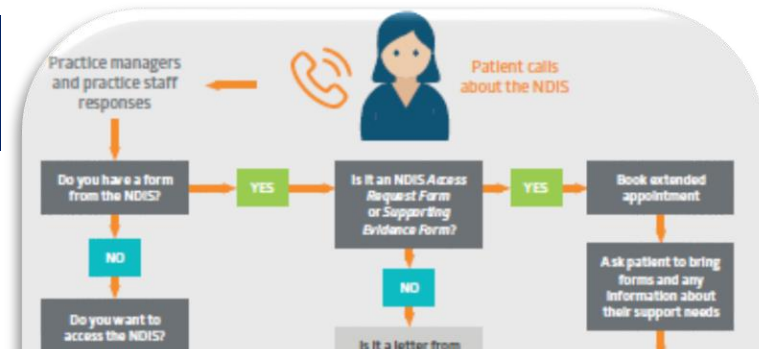 Practice managers
and practice staff
responses
Patient calls
about the NDIS
Do you have a form
from the NDIS?
YES
Is it an NDIS Access
Request Form
or Supporting
Evidence Form?
YES
Book extended
appointment
NO
NO
Ask patient to bring
forms and any
information about
their support needs
Do you want to
access the NDIS?
Is it a letter from